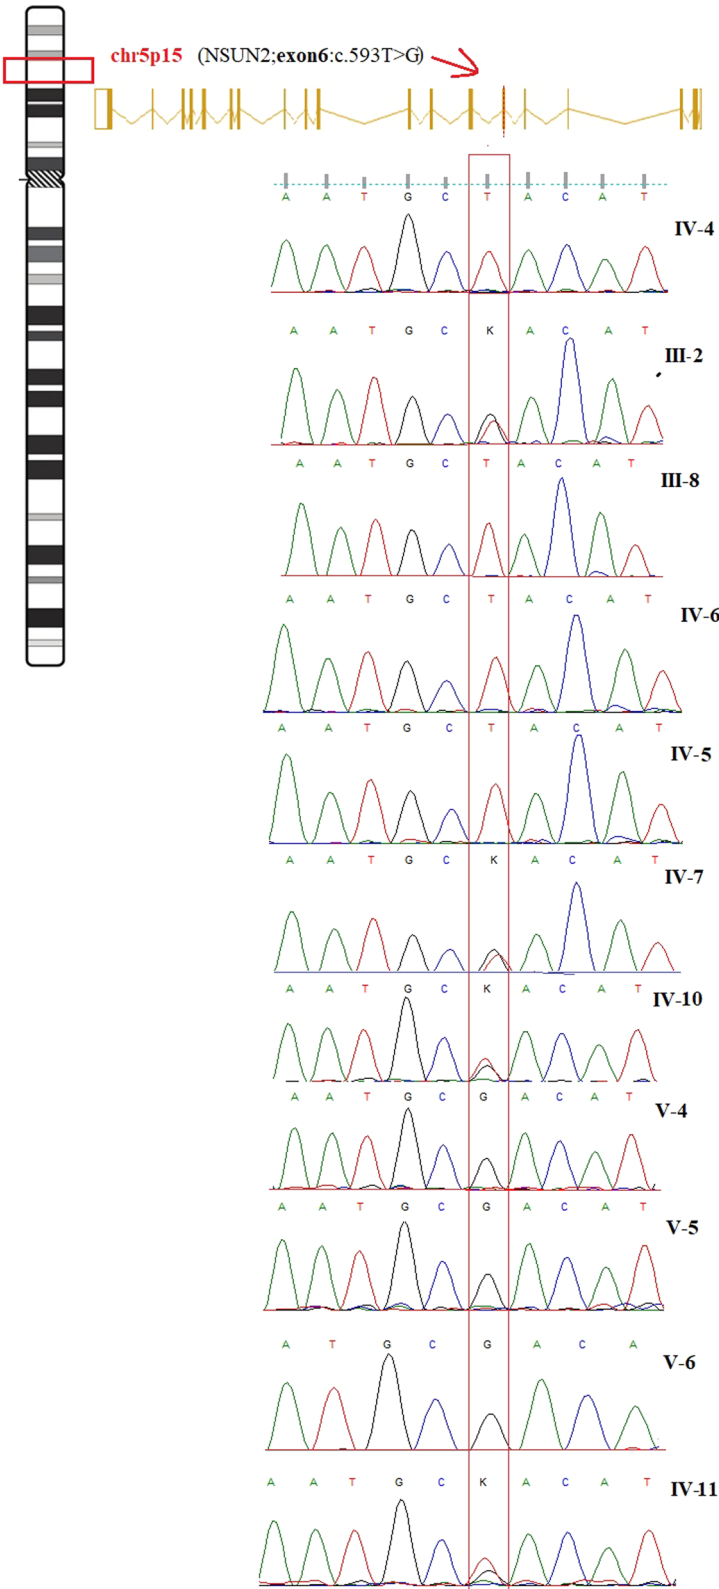 chr5p15 (NSUN2;exon6:c.593T>G)
A A T G C T A C A T
IV-4
A A T G C K A C A T
III-2
A A T G C T A C A T
III-8
A A T G C T A C A T
IV-6
A A T G C T A C A T
IV-5
A A T G C K A C A T
IV-7
A A T G C K A C A T
IV-10
A A T G C G A C A T
V-4
A A T G C G A C A T
V-5
A T G C G A C A
V-6
A A T G C K A C A T
IV-11